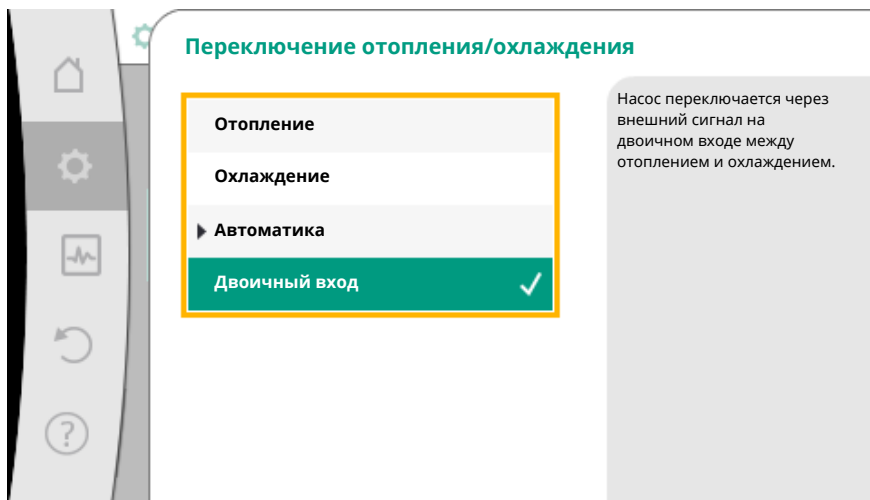 Переключение отопления/охлаждения
Отопление
Охлаждение
Автоматика
Двоичный вход
Насос переключается через
внешний сигнал на
двоичном входе между
отоплением и охлаждением.
?